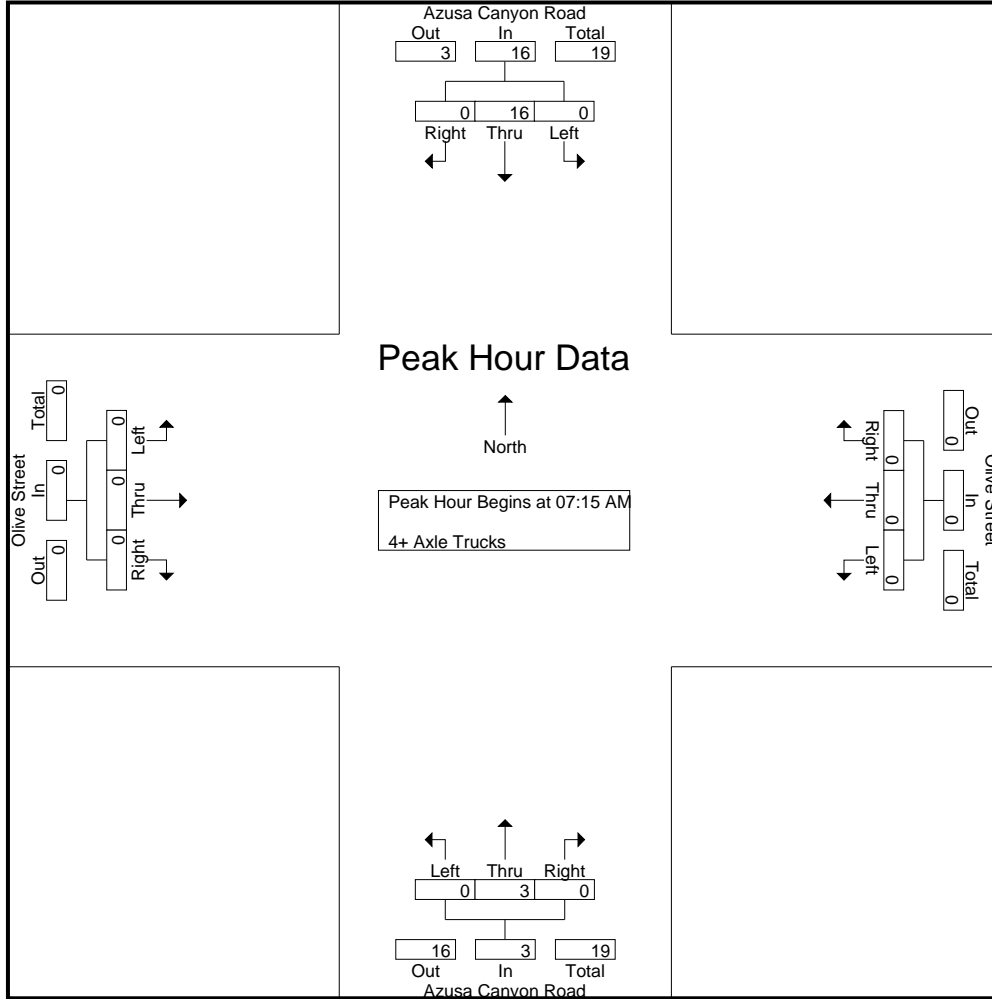 Azusa Canyon Road
Out In Total
3 16 19
0 16 0
Right Thru Left
Peak Hour Data
North
Peak Hour Begins at 07:15 AM
4+ Axle Trucks
Olive Street
Total In Out
0 0 0
0 0 0
Left Thru Right
Olive Street
Out In Total
0 0 0
0 0 0
Right Thru Left
Left Thru Right
0 3 0
16 3 19
Out In Total
Azusa Canyon Road